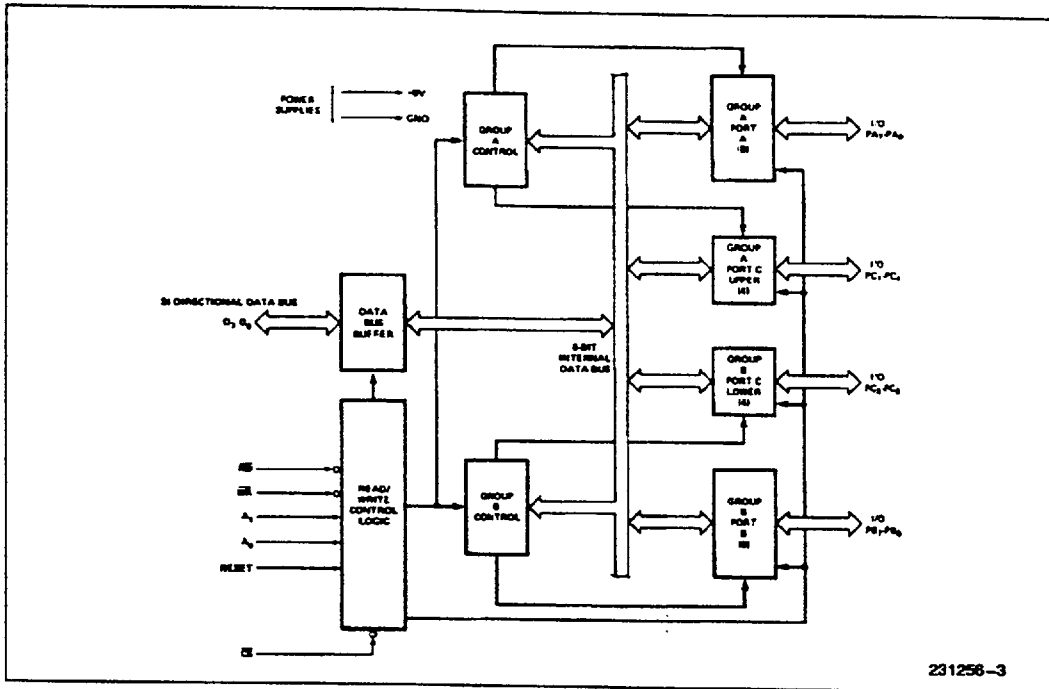 POWER
SUPPLIES
GND
GROUP
A
CONTROL
GROUP
A
PORT
A
(8)
I/O
PA₇-PA₀
GROUP
A
PORT C
UPPER
(4)
I/O
PC₇-PC₄
BI DIRECTIONAL DATA BUS
D₇ D₀
DATA
BUS
BUFFER
8-BIT
INTERNAL
DATA BUS
GROUP
B
PORT C
LOWER
(4)
I/O
PC₃-PC₀
RD
WR
A₁
A₀
RESET
CS
READ/
WRITE
CONTROL
LOGIC
GROUP
B
CONTROL
GROUP
B
PORT
B
(8)
I/O
PB₇-PB₀
231256-3